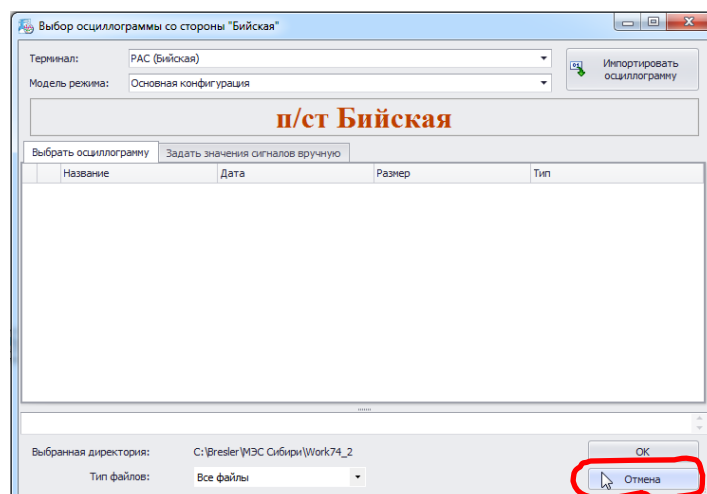 Выбор осциллограммы со стороны "Бийская"
Терминал: РАС (Бийская)
Модель режима: Основная конфигурация
Импортировать
осциллограмму
п/ст Бийская
Выбрать осциллограмму Задать значения сигналов вручную
Название Дата Размер Тип
Выбранная директория: C:\Bresler\МЭС Сибири\Work74_2
OK
Тип файлов: Все файлы
Отмена